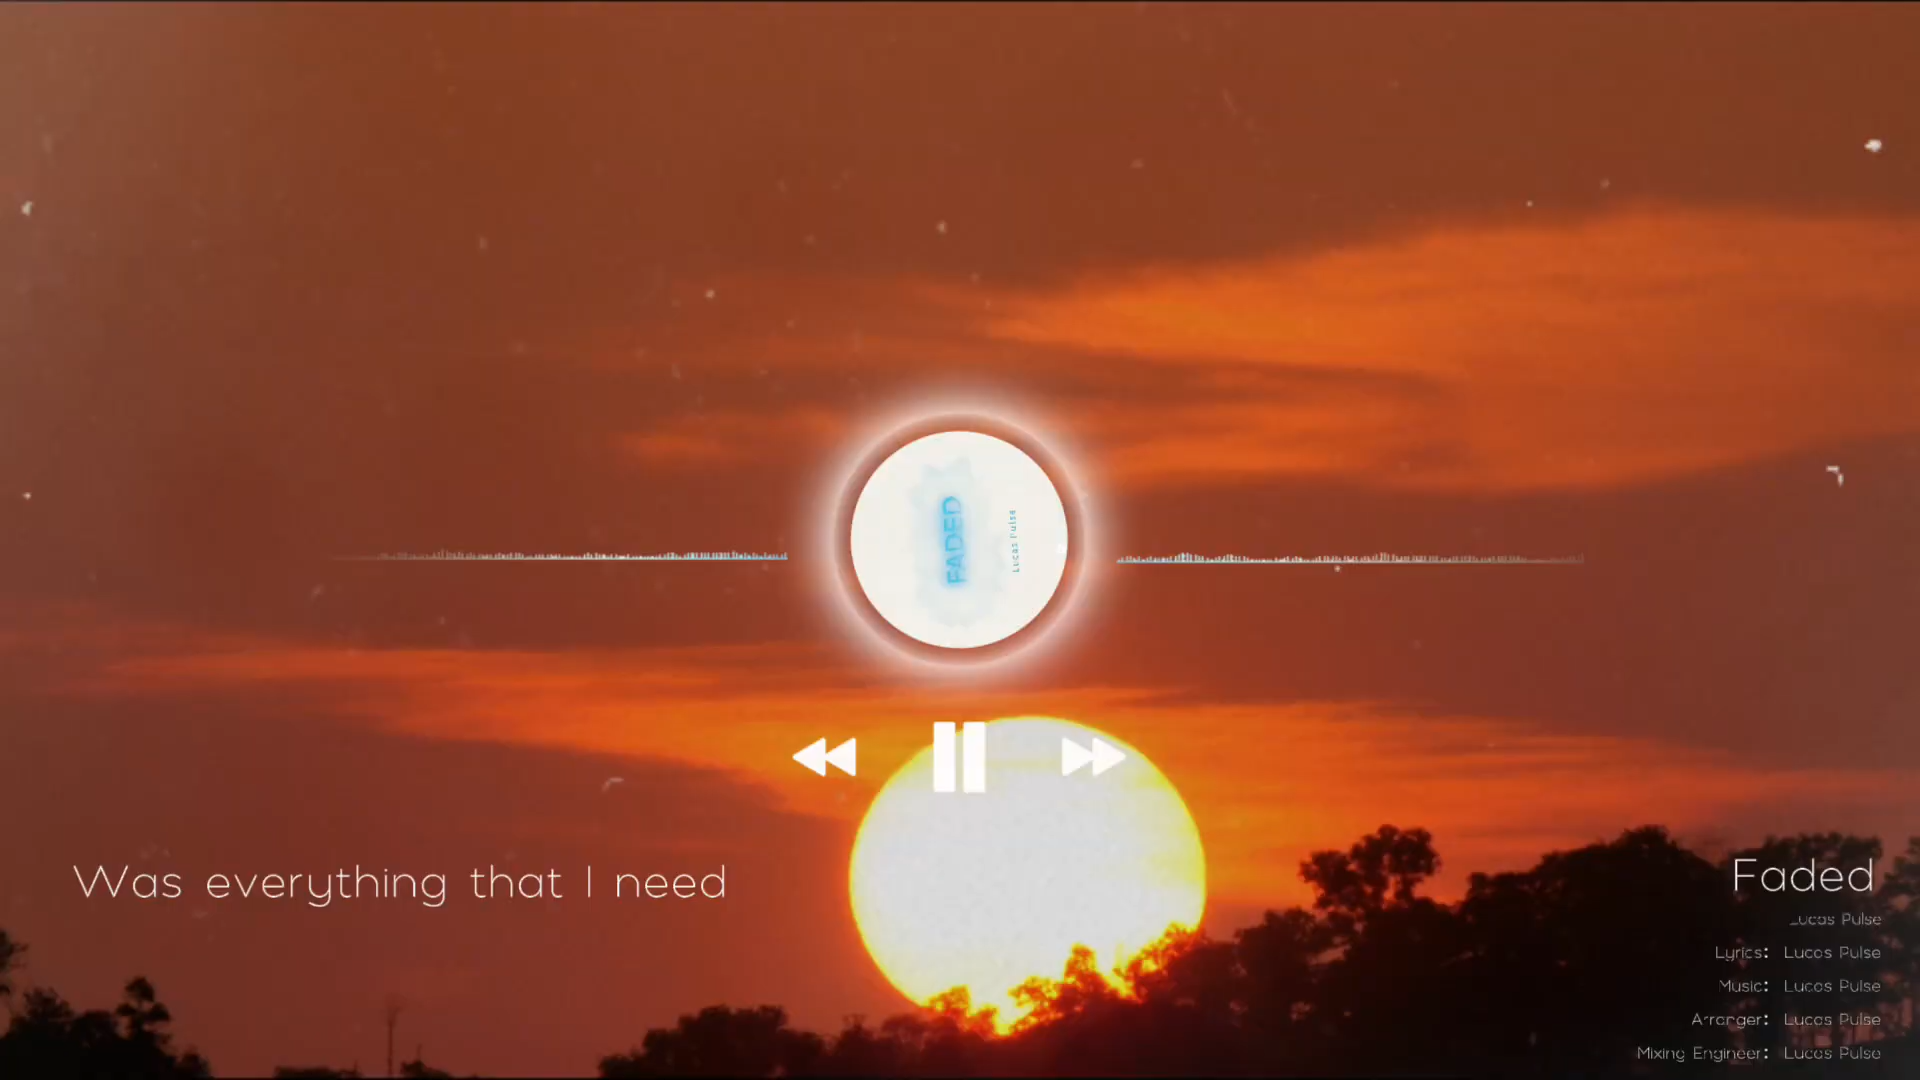 FADED
Lucas Pulse
Was everything that I need
Faded
Lucas Pulse
Lyrics: Lucas Pulse
Music: Lucas Pulse
Arranger: Lucas Pulse
Mixing Engineer: Lucas Pulse